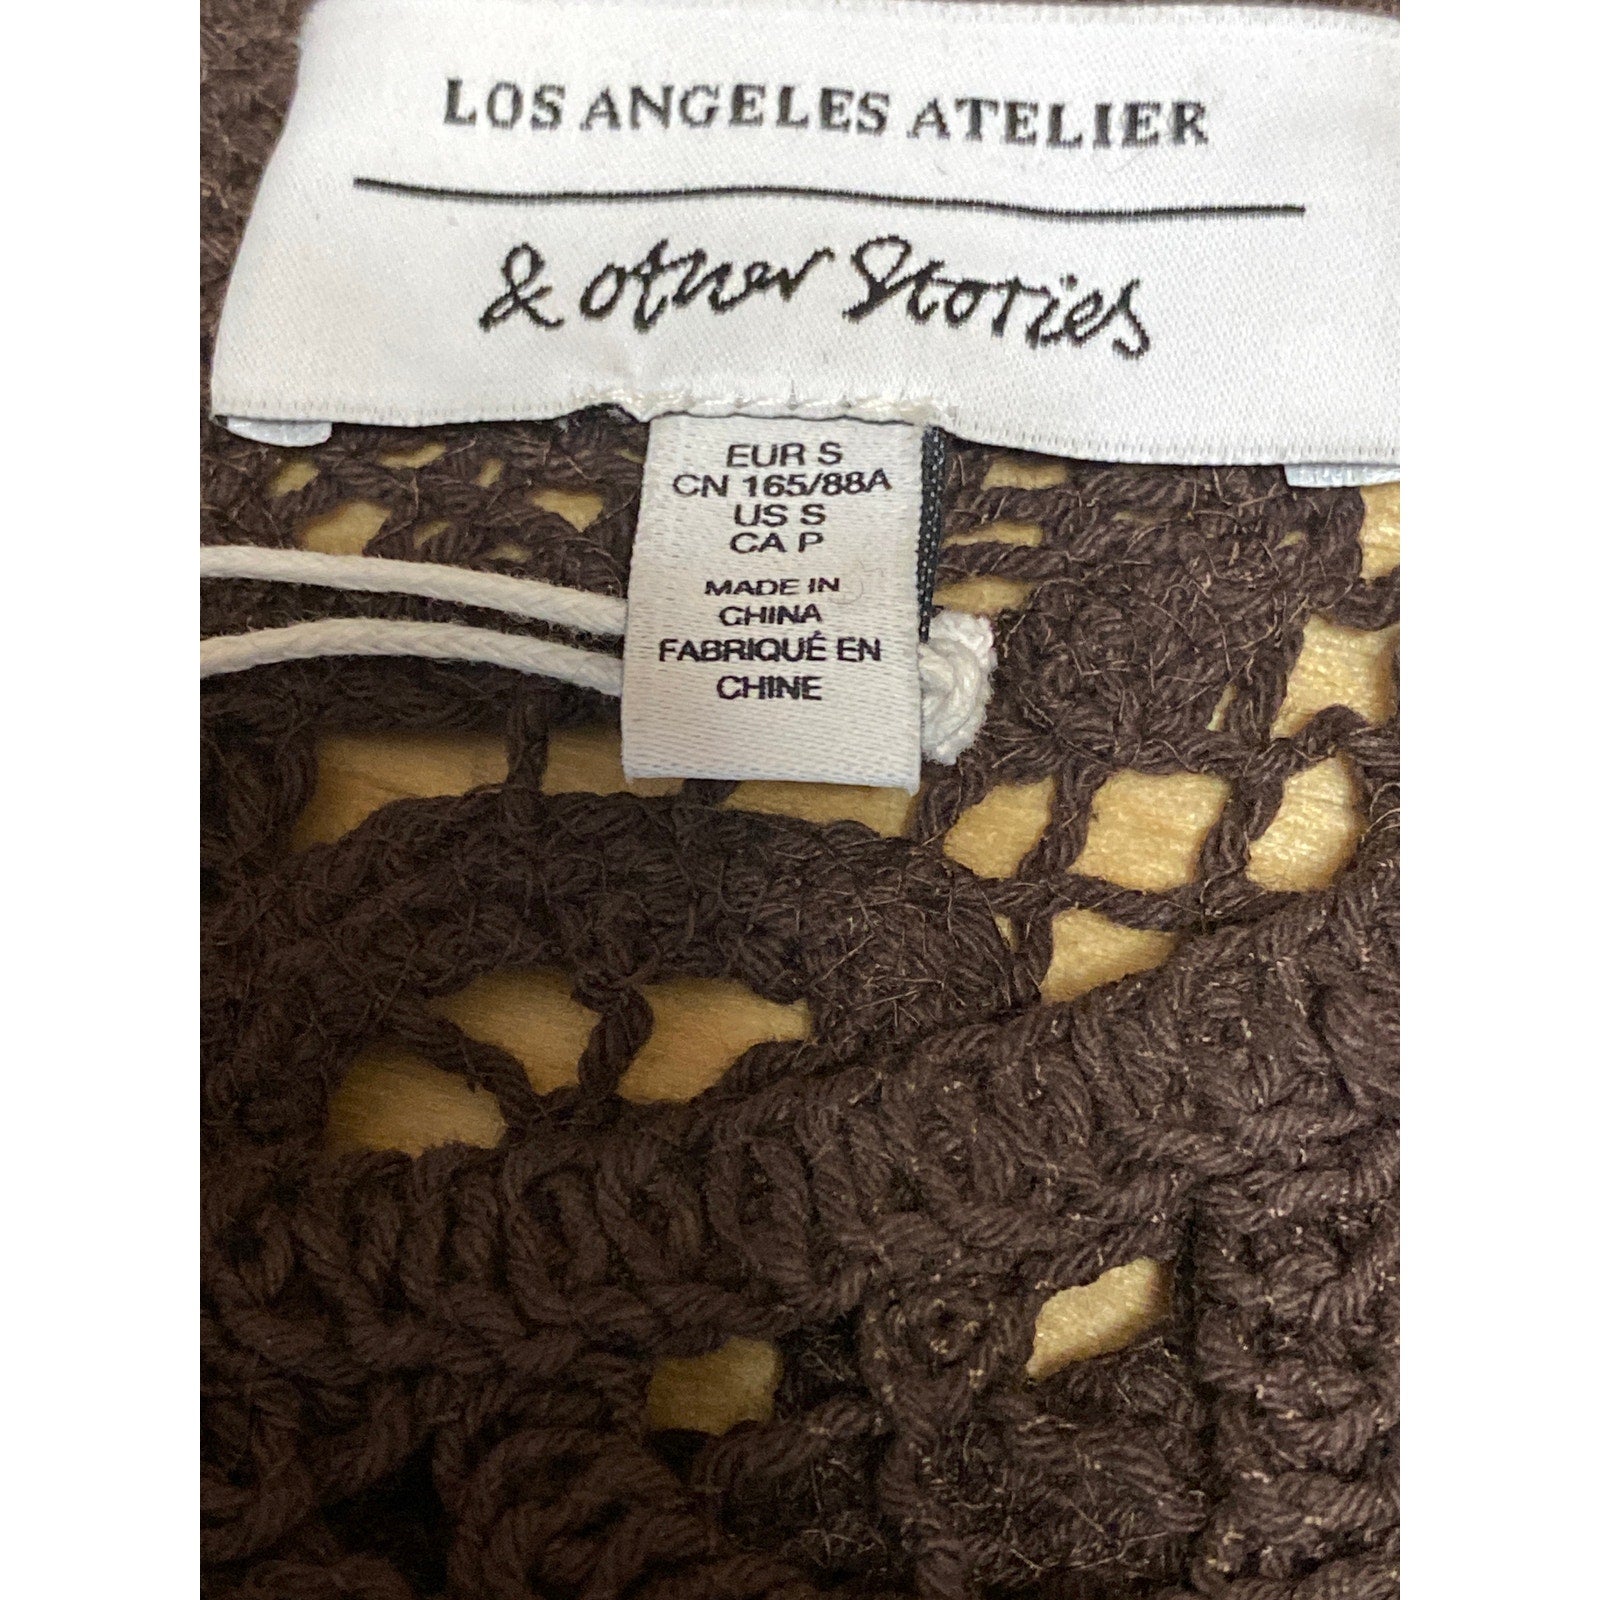 LOS ANGELES ATELIER
& other Stories
EUR S
CN 165/88A
US S
CA P
MADE IN
CHINA
FABRIQUÉ EN
CHINE